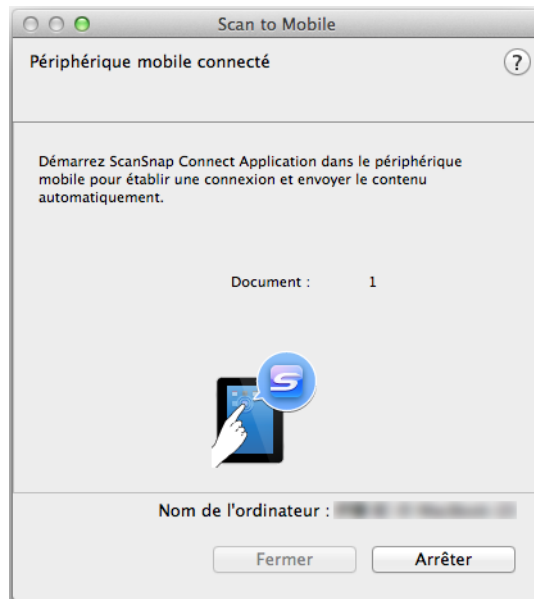 Scan to Mobile
Périphérique mobile connecté
?
Démarrez ScanSnap Connect Application dans le périphérique
mobile pour établir une connexion et envoyer le contenu
automatiquement.
Document : 1
S
Nom de l'ordinateur :
Fermer Arrêter